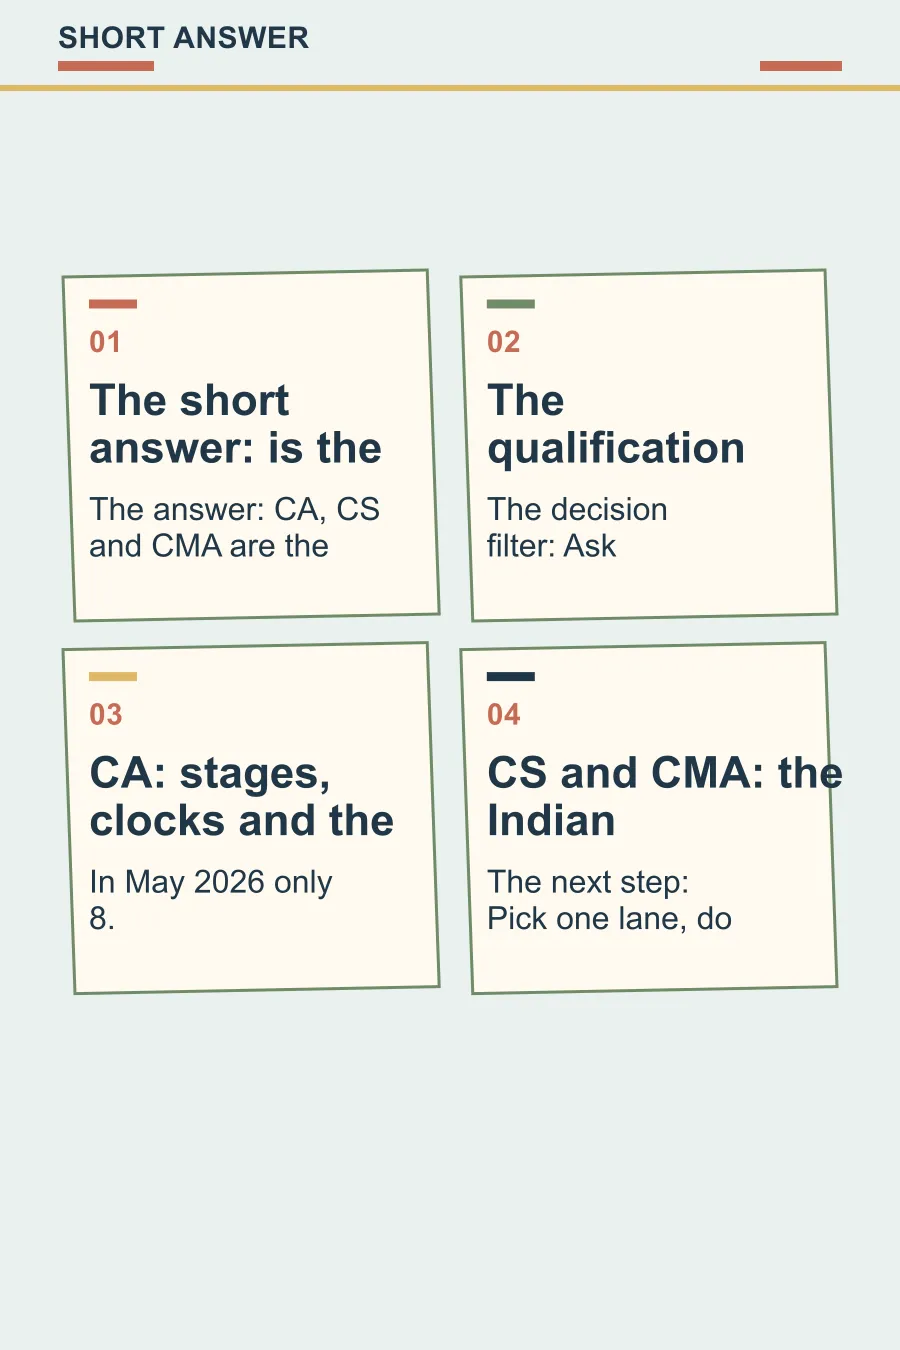 SHORT ANSWER
01
The short
answer: is the
The answer: CA, CS
and CMA are the
02
The
qualification
The decision
filter: Ask
03
CA: stages,
clocks and the
In May 2026 only
8.
04
CS and CMA: the
Indian
The next step:
Pick one lane, do